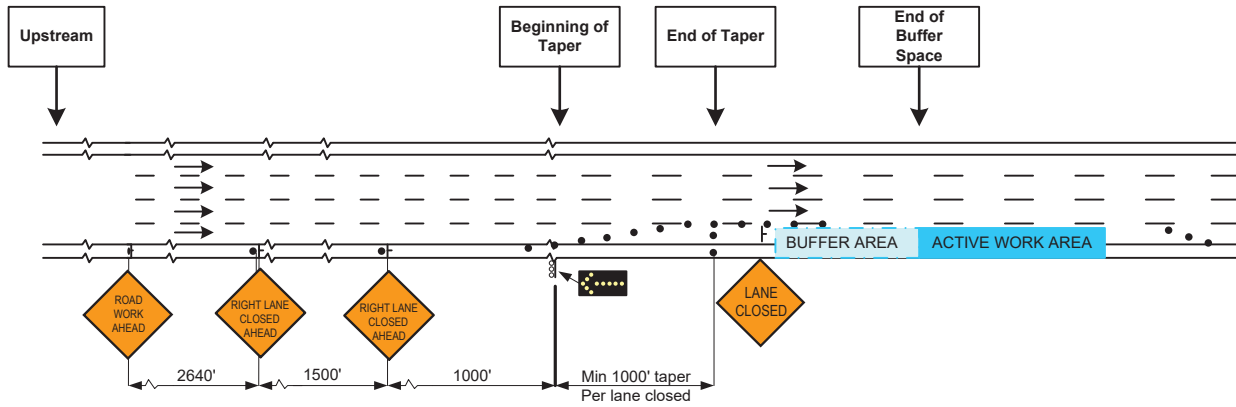 Upstream
Beginning of
Taper
End of Taper
End of
Buffer
Space
BUFFER AREA
ACTIVE WORK AREA
ROAD
WORK
AHEAD
RIGHT LANE
CLOSED
AHEAD
RIGHT LANE
CLOSED
AHEAD
LANE
CLOSED
2640'
1500'
1000'
Min 1000' taper
Per lane closed